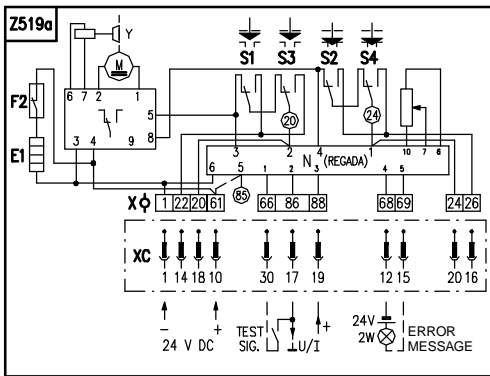 Z519a
Y
M
S1 S3 S2 S4
F2
6 7 2 1
5
8
3 4 9
E1
20 24
3 2 4 1 10 7 6
N (REGADA)
6 5 1 2 3 4 5
85
X 1 22 20 61 66 86 88 68 69 24 26
XC
1 14 18 10 30 17 19 12 15 20 16
− + TEST SIG. U/I + 24V 2W ERROR MESSAGE
24 V DC